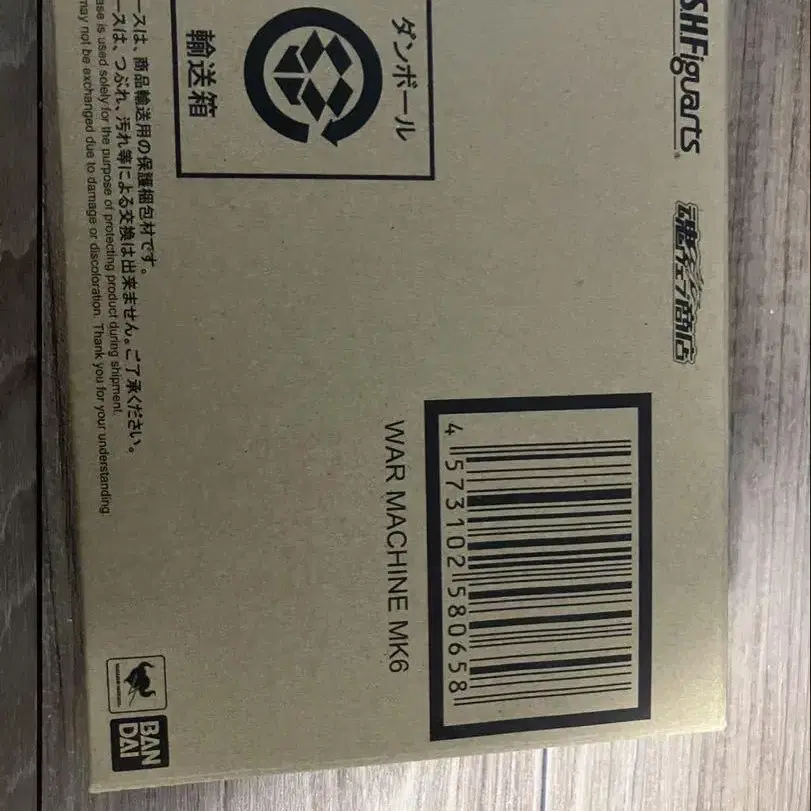 S.H.Figuarts
魂ウェブ商店
ダンボール
輸送箱
4 573102 580658
WAR MACHINE MK6
ースは、商品輸送用の保護梱包材です。
ースは、つぶれ、汚れ等による交換は出来ません。ご了承ください。
ase is used solely for the purpose of protecting product during shipment.
may not be exchanged due to damage or discoloration. Thank you for your understanding.
BAN
DAI